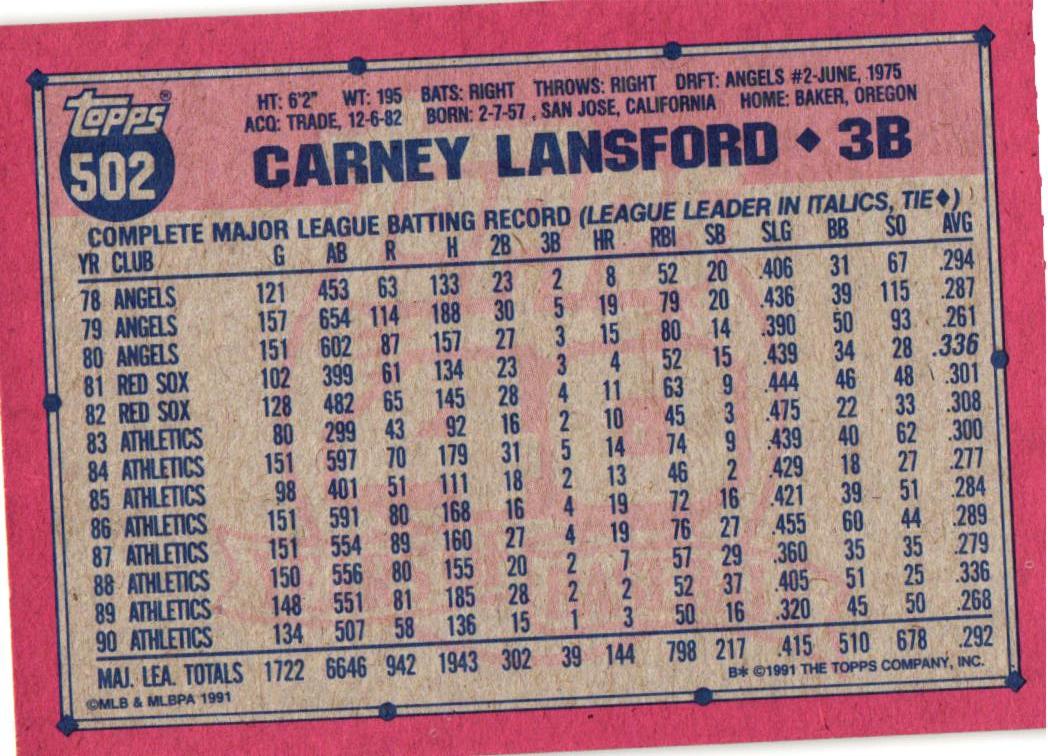 topps®
502
HT: 6'2" WT: 195 BATS: RIGHT THROWS: RIGHT DRFT: ANGELS #2-JUNE, 1975
ACQ: TRADE, 12-6-82 BORN: 2-7-57 , SAN JOSE, CALIFORNIA HOME: BAKER, OREGON
CARNEY LANSFORD ◆ 3B
COMPLETE MAJOR LEAGUE BATTING RECORD (LEAGUE LEADER IN ITALICS, TIE◆)
YR CLUB G AB R H 2B 3B HR RBI SB SLG BB SO AVG
78 ANGELS 121 453 63 133 23 2 8 52 20 .406 31 67 .294
79 ANGELS 157 654 114 188 30 5 19 79 20 .436 39 115 .287
80 ANGELS 151 602 87 157 27 3 15 80 14 .390 50 93 .261
81 RED SOX 102 399 61 134 23 3 4 52 15 .439 34 28 .336
82 RED SOX 128 482 65 145 28 4 11 63 9 .444 46 48 .301
83 ATHLETICS 80 299 43 92 16 2 10 45 3 .475 22 33 .308
84 ATHLETICS 151 597 70 179 31 5 14 74 9 .439 40 62 .300
85 ATHLETICS 98 401 51 111 18 2 13 46 2 .429 18 27 .277
86 ATHLETICS 151 591 80 168 16 4 19 72 16 .421 39 51 .284
87 ATHLETICS 151 554 89 160 27 4 19 76 27 .455 60 44 .289
88 ATHLETICS 150 556 80 155 20 2 7 57 29 .360 35 35 .279
89 ATHLETICS 148 551 81 185 28 2 2 52 37 .405 51 25 .336
90 ATHLETICS 134 507 58 136 15 1 3 50 16 .320 45 50 .268
MAJ. LEA. TOTALS 1722 6646 942 1943 302 39 144 798 217 .415 510 678 .292
©MLB & MLBPA 1991
B* ©1991 THE TOPPS COMPANY, INC.